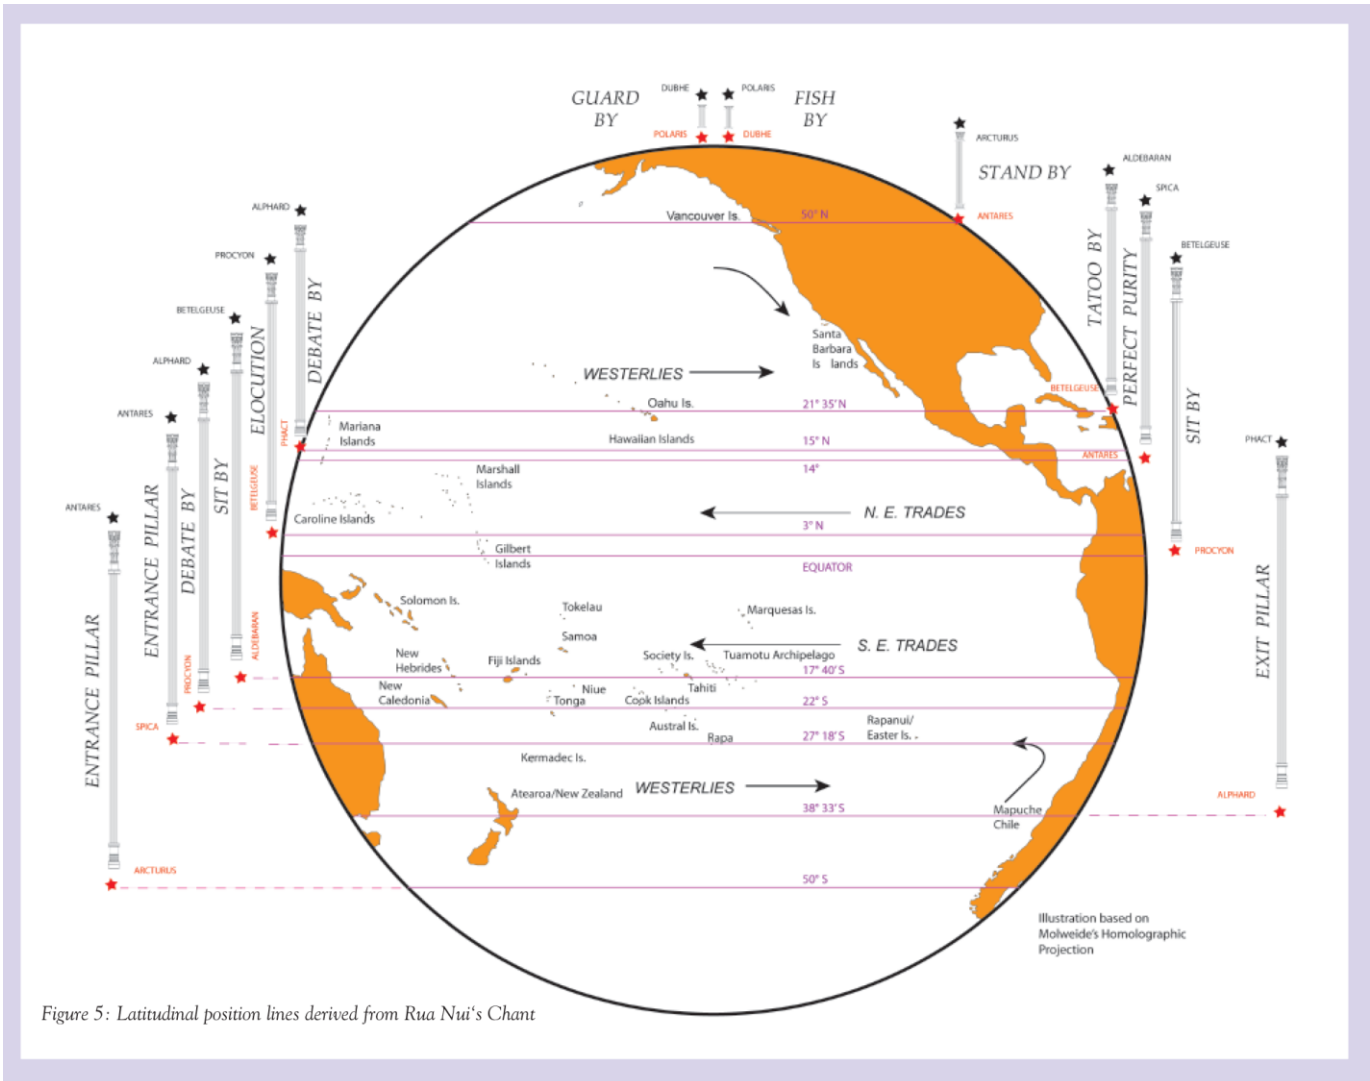 GUARD
BY
DUBHE
POLARIS
FISH
BY
POLARIS
DUBHE
ARCTURUS
STAND BY
ANTARES
ALDEBARAN
SPICA
BETELGEUSE
TATOO BY
PERFECT PURITY
SIT BY
BETELGEUSE
ANTARES
PROCYON
PHACT
EXIT PILLAR
ALPHARD
ALPHARD
DEBATE BY
PHACT
PROCYON
ELOCUTION
BETELGEUSE
BETELGEUSE
SIT BY
ALDEBARAN
ALPHARD
DEBATE BY
PROCYON
ANTARES
ENTRANCE PILLAR
SPICA
ANTARES
ENTRANCE PILLAR
ARCTURUS
Vancouver Is.
50° N
Santa
Barbara
Is lands
WESTERLIES
Oahu Is.
21° 35'N
Mariana
Islands
Hawaiian Islands
15° N
14°
Marshall
Islands
Caroline Islands
N. E. TRADES
3° N
Gilbert
Islands
EQUATOR
Solomon Is.
Tokelau
Marquesas Is.
Samoa
S. E. TRADES
New
Hebrides
Fiji Islands
Society Is.
Tuamotu Archipelago
17° 40'S
New
Caledonia
Niue
Tonga
Cook Islands
Tahiti
22° S
Austral Is.
Rapa
Rapanui/
Easter Is. .
27° 18'S
Kermadec Is.
Atearoa/New Zealand
WESTERLIES
38° 33'S
Mapuche
Chile
50° S
Illustration based on
Molweide's Homolographic
Projection
Figure 5: Latitudinal position lines derived from Rua Nui‘s Chant